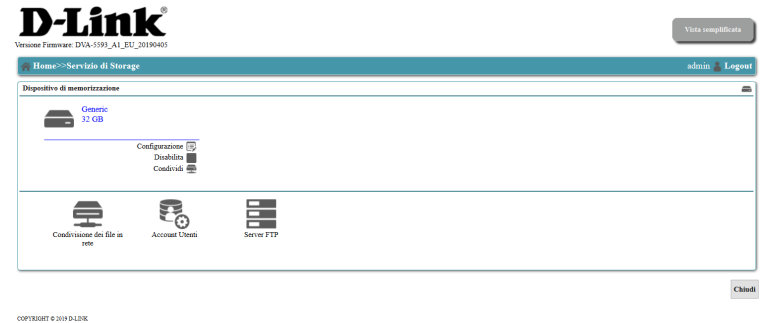 D-Link®
Versione Firmware: DVA-5593_A1_EU_20190405
Vista semplificata
Home>>Servizio di Storage
admin Logout
Dispositivo di memorizzazione
Generic
32 GB
Configurazione
Disabilita
Condividi
Condivisione dei file in
rete
Account Utenti
Server FTP
Chiudi
COPYRIGHT © 2019 D-LINK